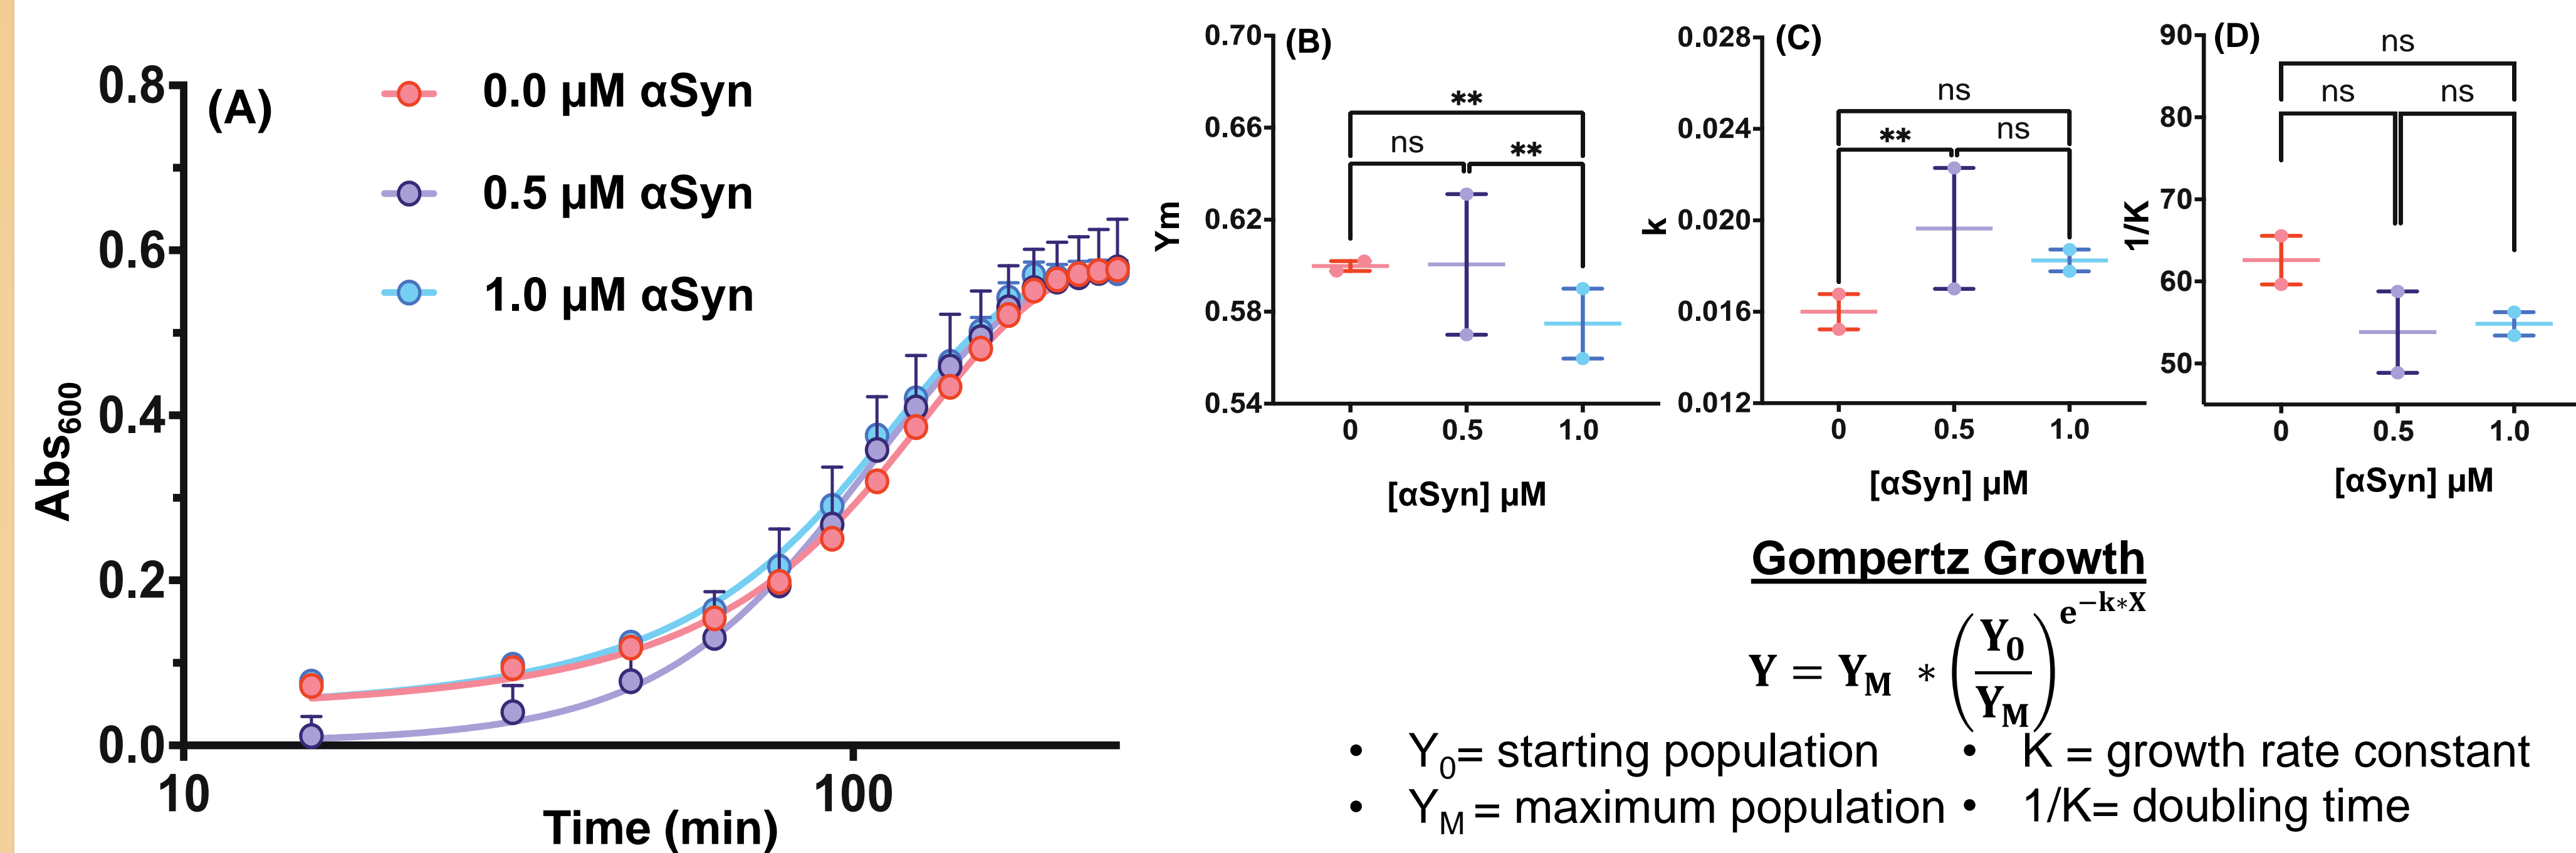 (A)
0.0 µM αSyn
0.5 µM αSyn
1.0 µM αSyn
0.8
0.6
0.4
0.2
0.0
Abs600
10
100
Time (min)
(B)
0.70
0.66
0.62
0.58
0.54
Ym
**
ns
**
0
0.5
1.0
[αSyn] µM
(C)
0.028
0.024
0.020
0.016
0.012
k
ns
**
ns
0
0.5
1.0
[αSyn] µM
(D)
90
80
70
60
50
1/K
ns
ns
ns
0
0.5
1.0
[αSyn] µM
Gompertz Growth
Y = YM * (Y0/YM)^e^−k*X
• Y0= starting population
• YM = maximum population
• K = growth rate constant
• 1/K= doubling time